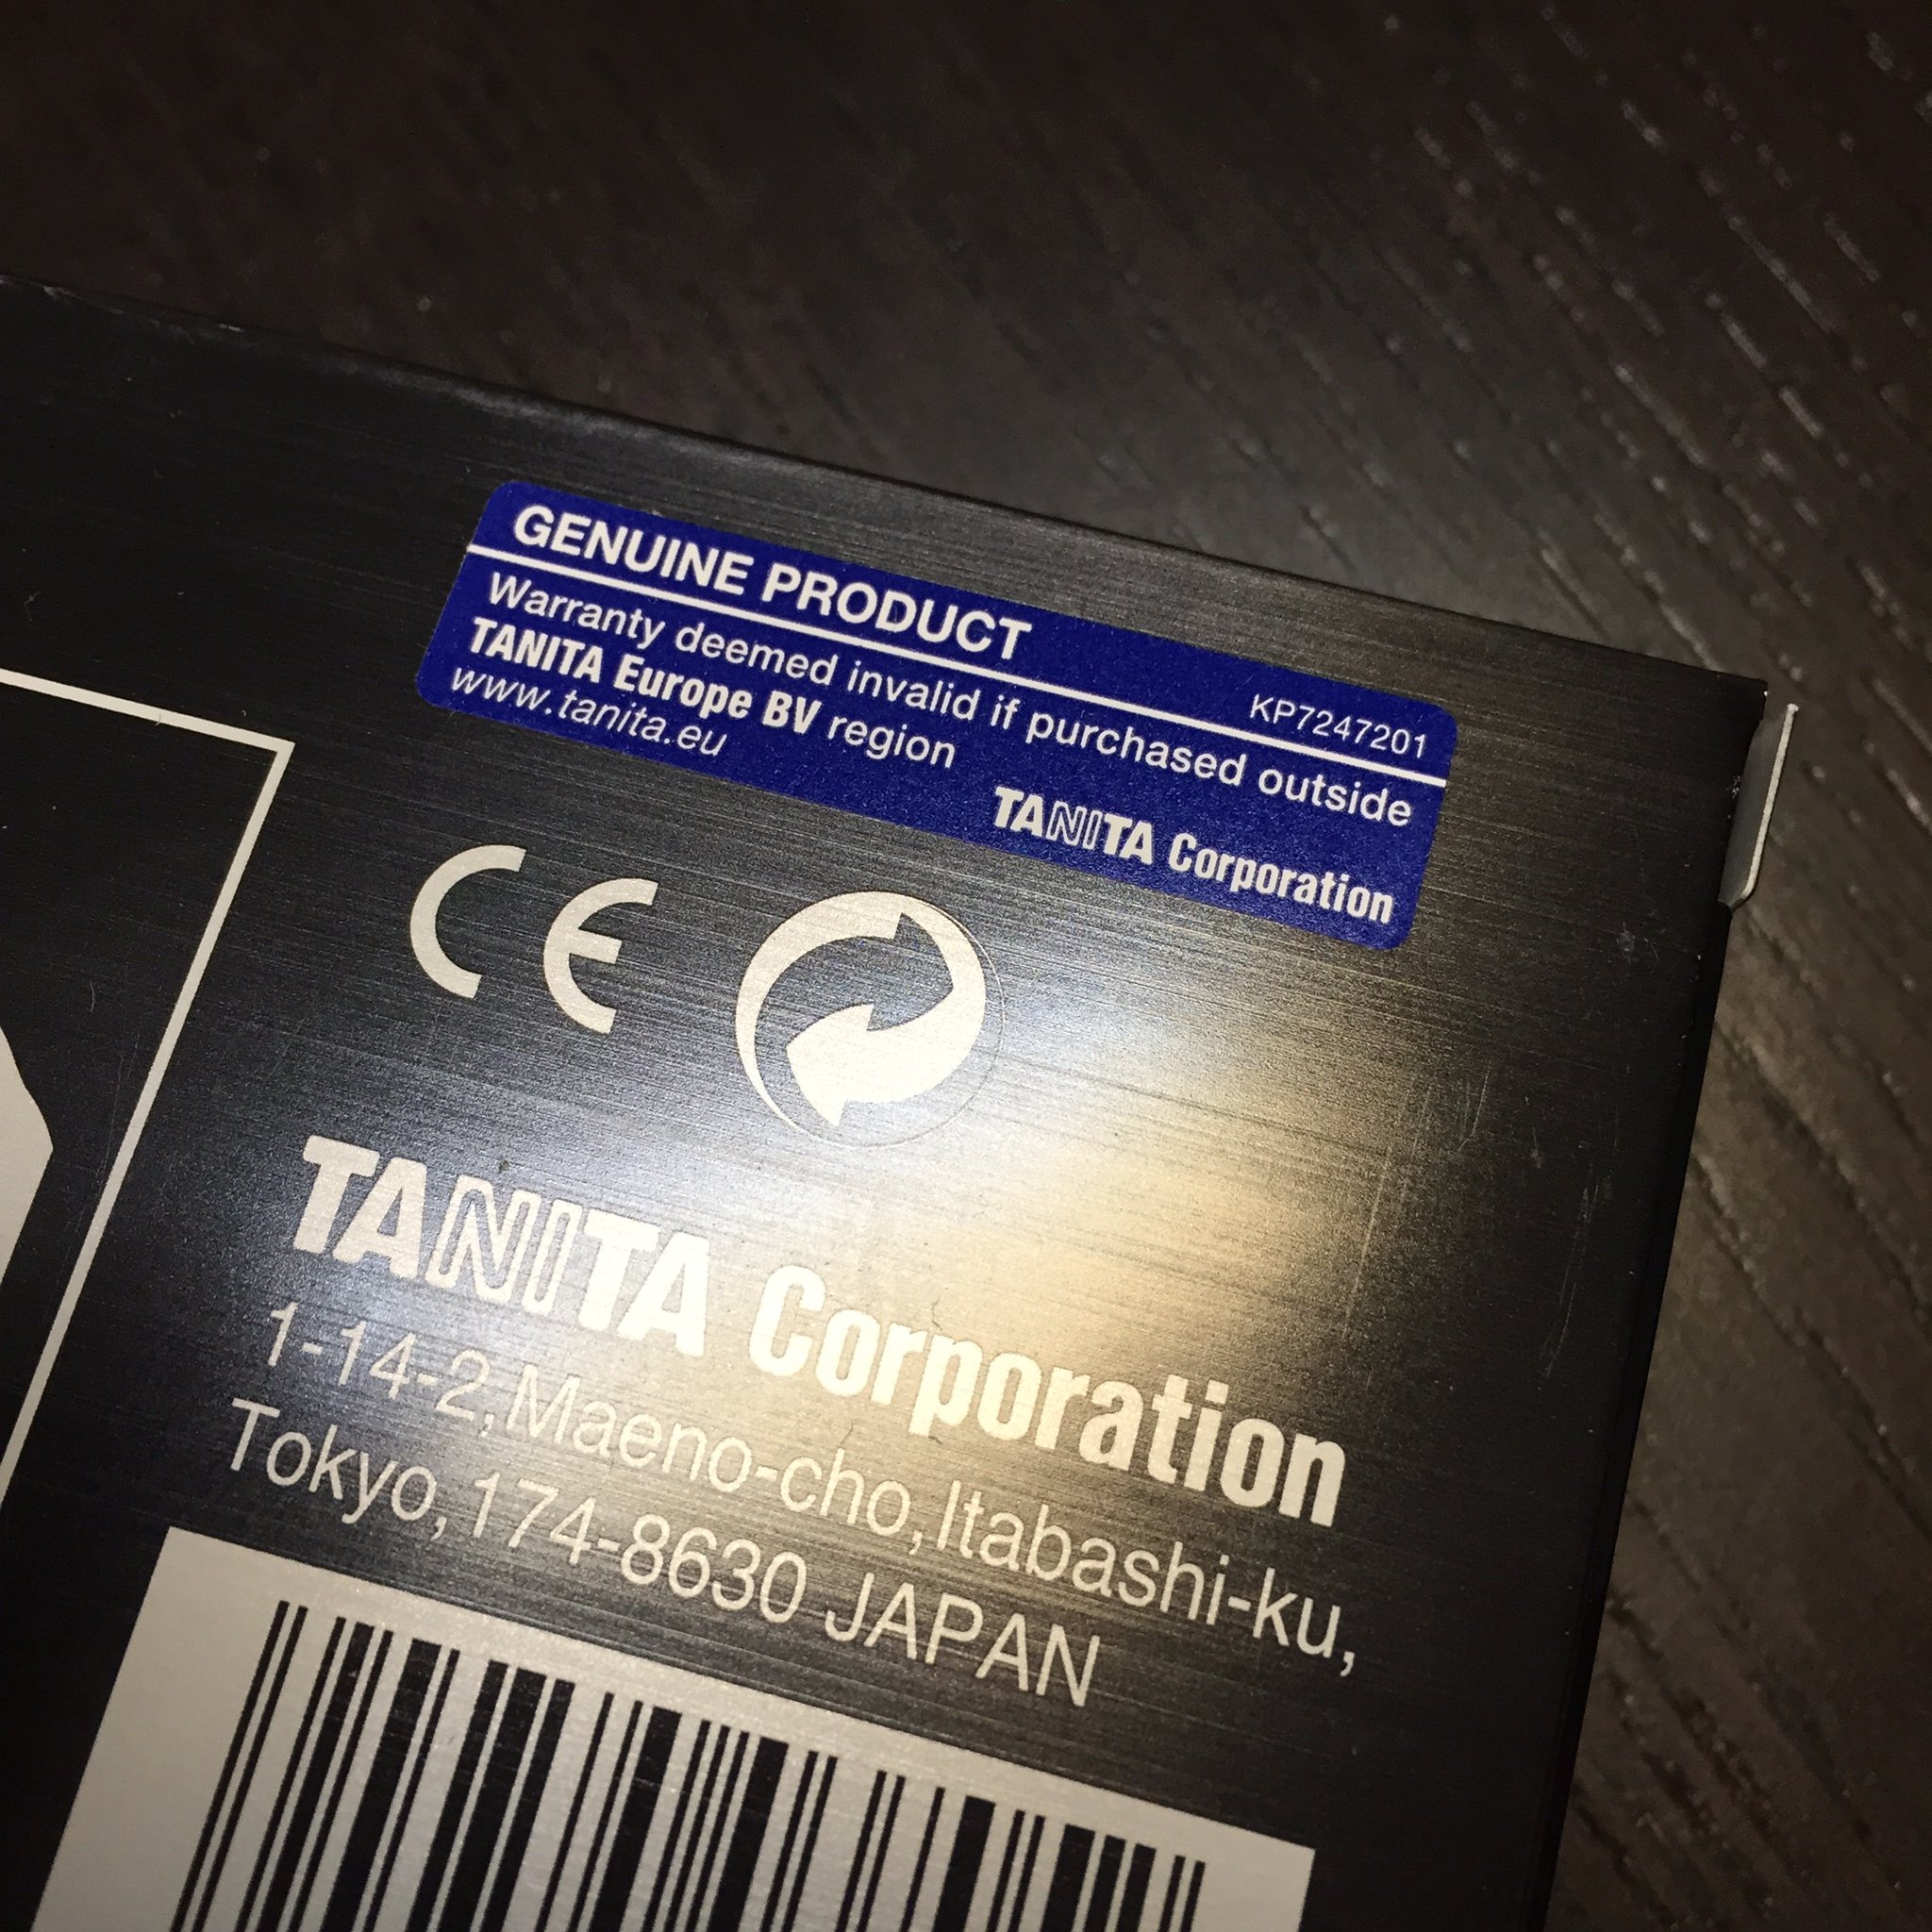 GENUINE PRODUCT KP7247201
Warranty deemed invalid if purchased outside
TANITA Europe BV region
www.tanita.eu
TANITA Corporation
CE
TANITA Corporation
1-14-2,Maeno-cho,Itabashi-ku,
Tokyo,174-8630 JAPAN